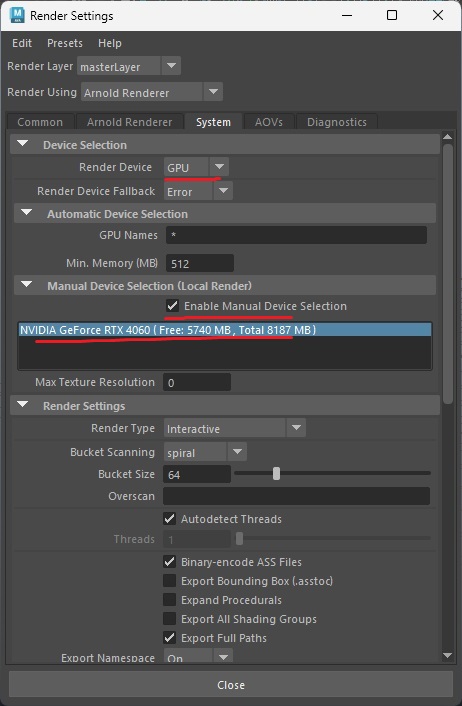 M
Render Settings
Edit Presets Help
Render Layer masterLayer
Render Using Arnold Renderer
Common Arnold Renderer System AOVs Diagnostics
Device Selection
Render Device GPU
Render Device Fallback Error
Automatic Device Selection
GPU Names *
Min. Memory (MB) 512
Manual Device Selection (Local Render)
Enable Manual Device Selection
NVIDIA GeForce RTX 4060 ( Free: 5740 MB , Total 8187 MB )
Max Texture Resolution 0
Render Settings
Render Type Interactive
Bucket Scanning spiral
Bucket Size 64
Overscan
Autodetect Threads
Threads 1
Binary-encode ASS Files
Export Bounding Box (.asstoc)
Expand Procedurals
Export All Shading Groups
Export Full Paths
Export Namespace On
Close